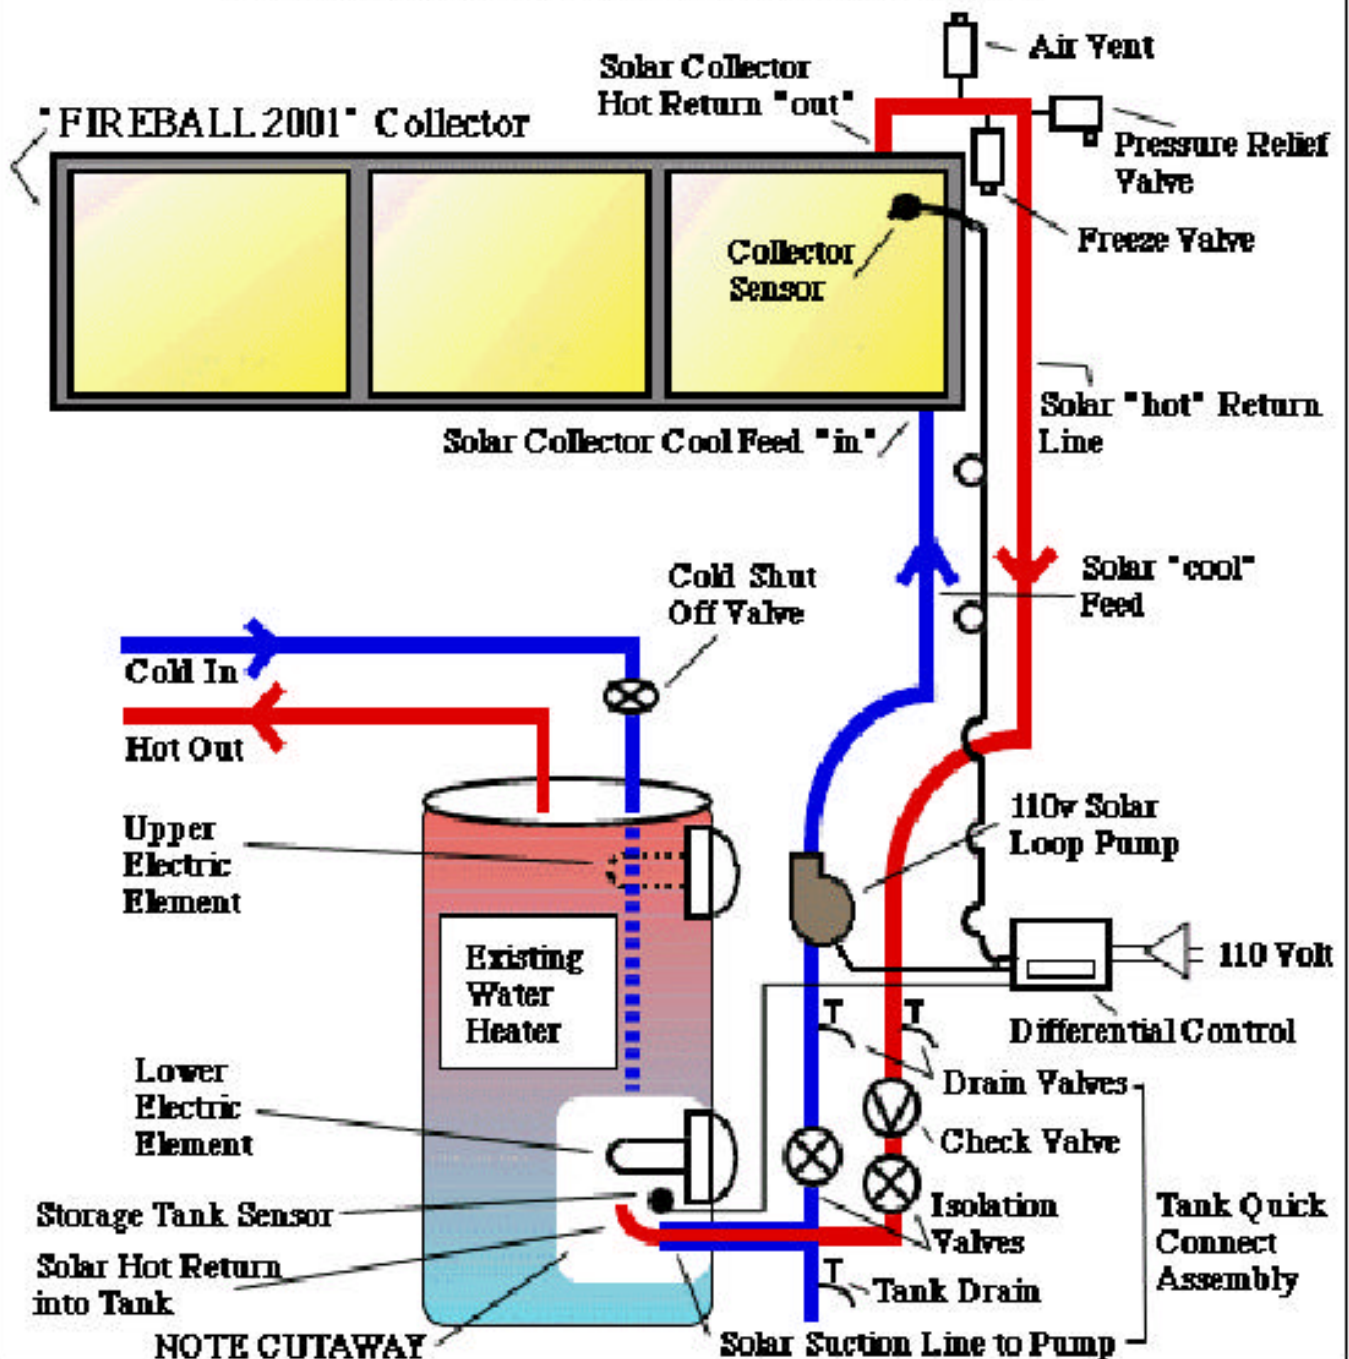 Air Vent
Solar Collector
Hot Return "out"
"FIREBALL 2001" Collector
Pressure Relief
Valve
Freeze Valve
Collector
Sensor
Solar "hot" Return
Line
Solar Collector Cool Feed "in"
Cold Shut
Off Valve
Solar "cool"
Feed
Cold In
Hot Out
110v Solar
Loop Pump
Upper
Electric
Element
Existing
Water
Heater
110 Volt
Differential Control
T
T
Drain Valves
Lower
Electric
Element
Check Valve
Storage Tank Sensor
Isolation
Valves
Tank Quick
Connect
Assembly
Solar Hot Return
into Tank
T
Tank Drain
NOTE CUTAWAY
Solar Suction Line to Pump